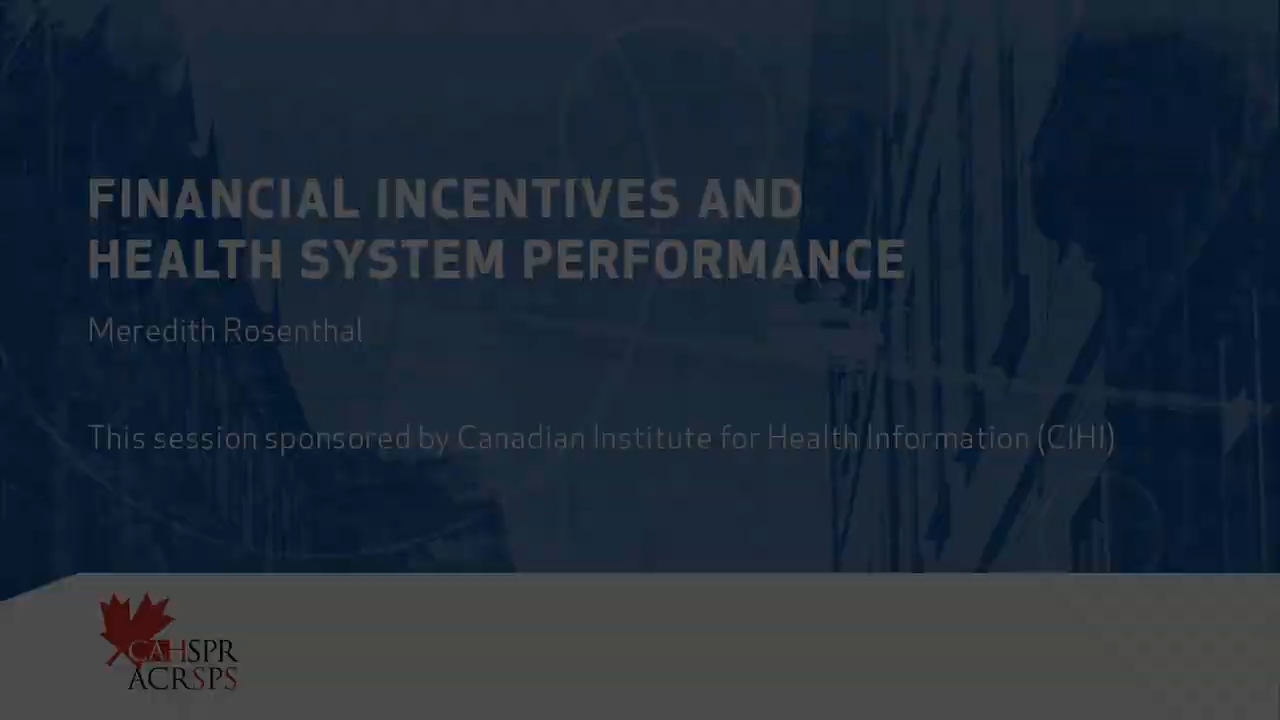 FINANCIAL INCENTIVES AND
HEALTH SYSTEM PERFORMANCE
Meredith Rosenthal
This session sponsored by Canadian Institute for Health Information (CIHI)
CAHSPR
ACRSPS